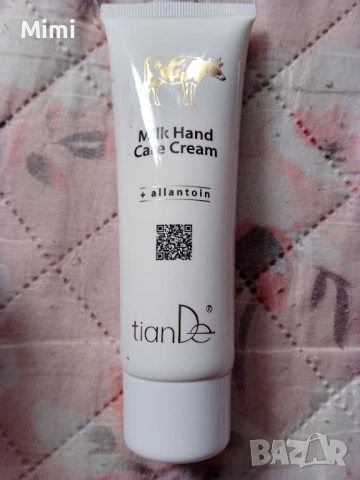 Mimi
Milk Hand
Care Cream
+ allantoin
tianDe®
BAZAR